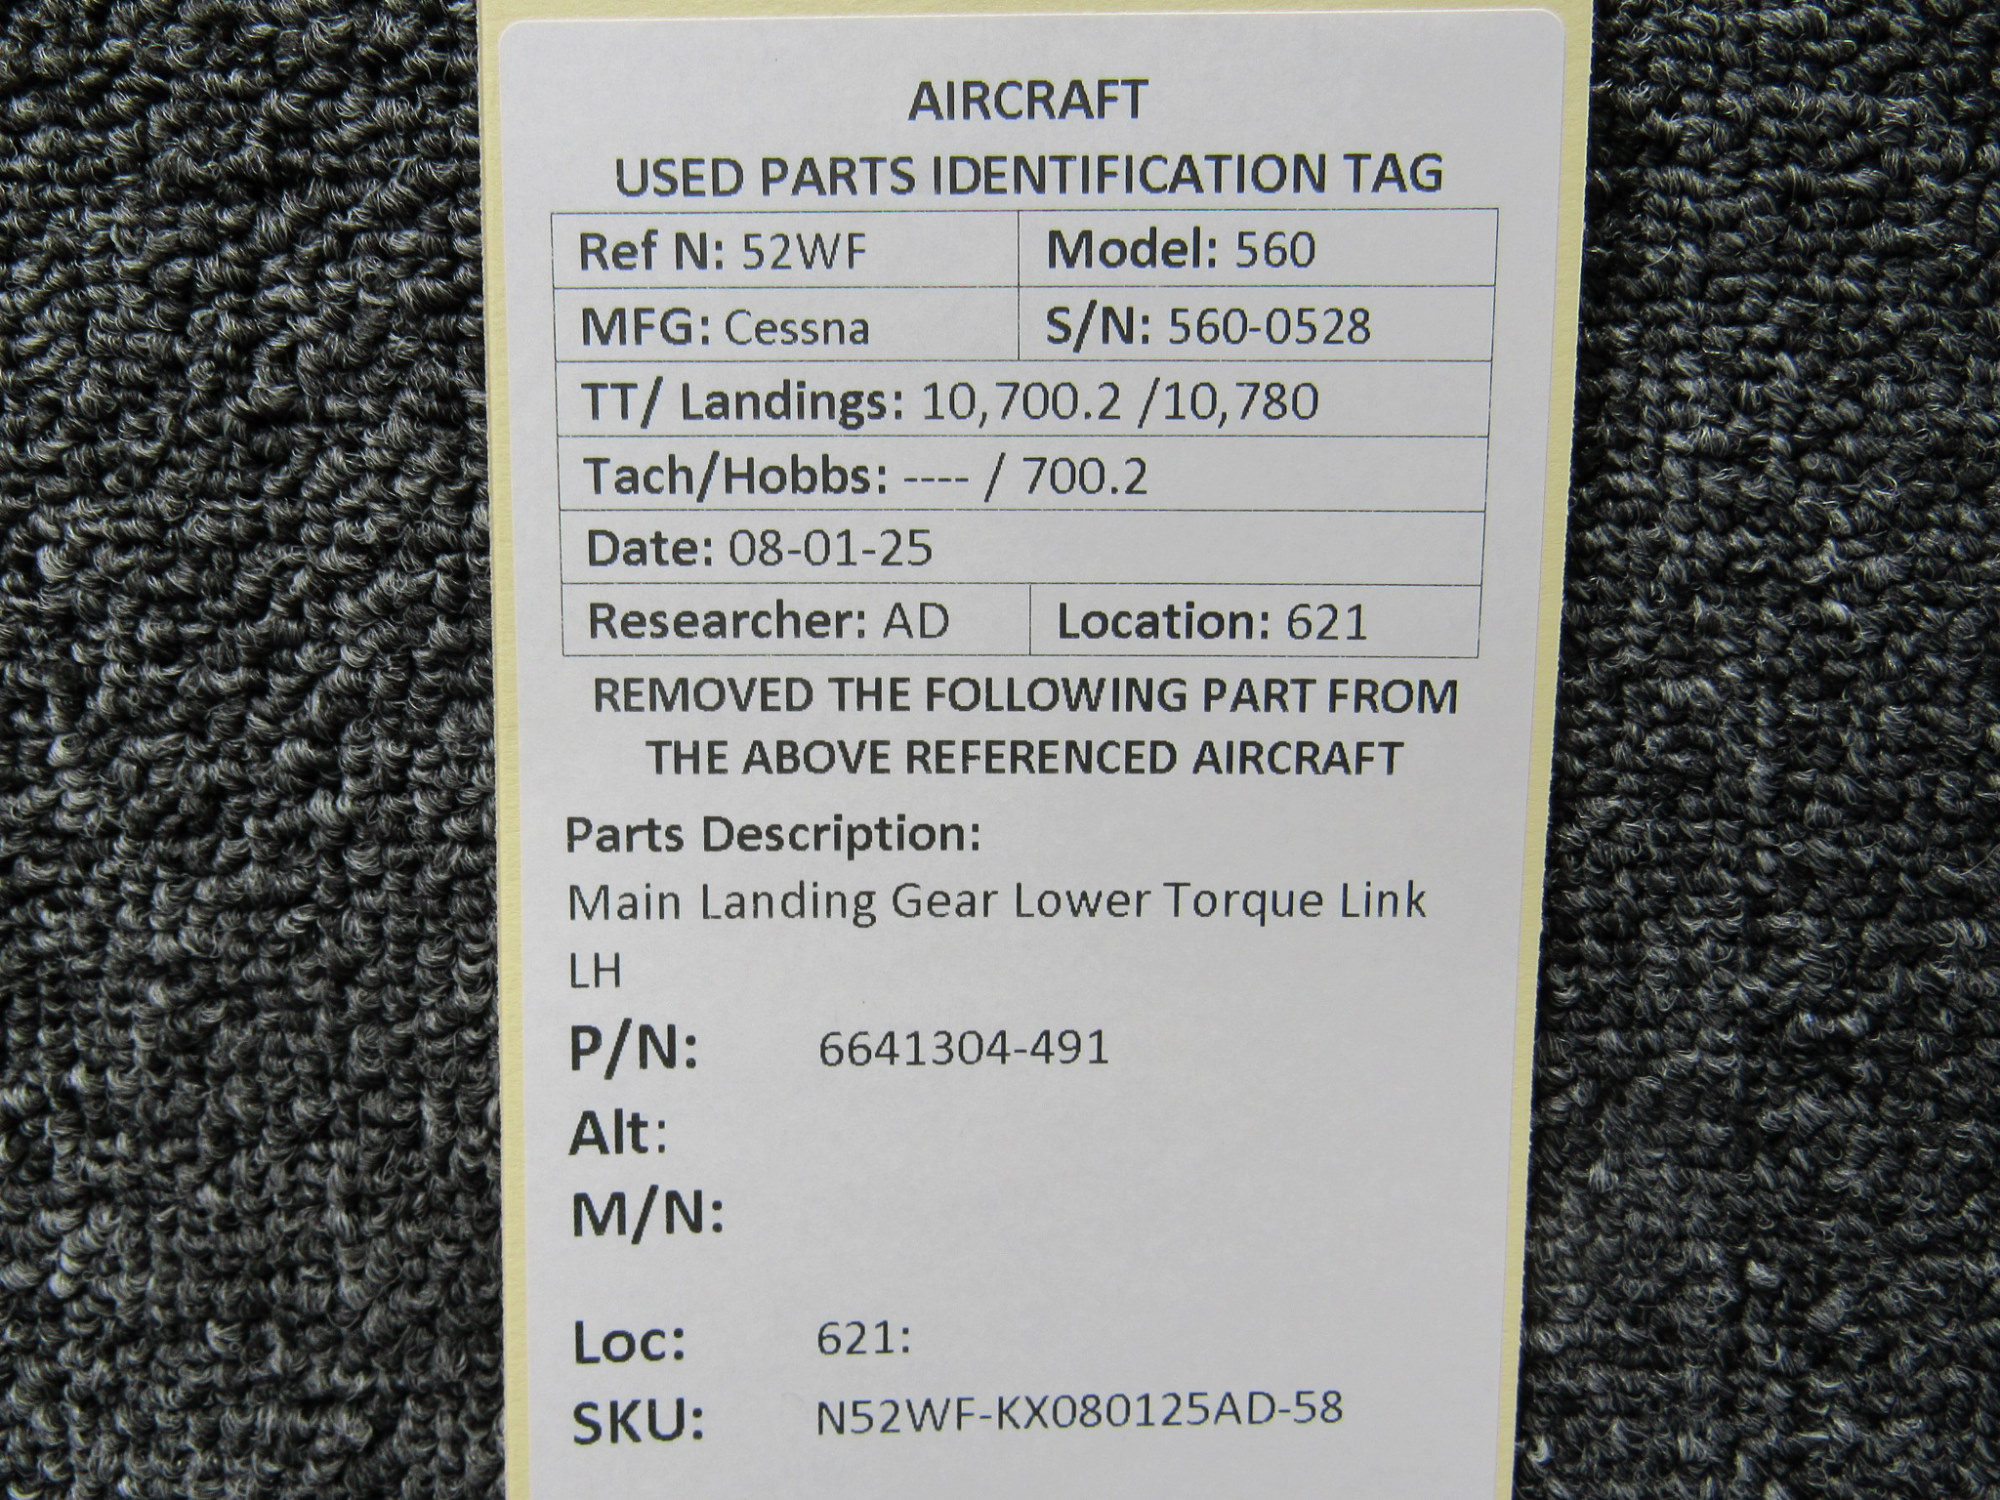 AIRCRAFT
USED PARTS IDENTIFICATION TAG
Ref N: 52WF Model: 560
MFG: Cessna S/N: 560-0528
TT/ Landings: 10,700.2 /10,780
Tach/Hobbs: ---- / 700.2
Date: 08-01-25
Researcher: AD Location: 621
REMOVED THE FOLLOWING PART FROM
THE ABOVE REFERENCED AIRCRAFT
Parts Description:
Main Landing Gear Lower Torque Link
LH
P/N: 6641304-491
Alt:
M/N:
Loc: 621:
SKU: N52WF-KX080125AD-58